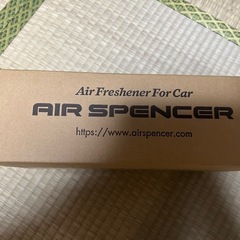 Air Freshener For Car
AIR SPENCER
https://www.airspencer.com